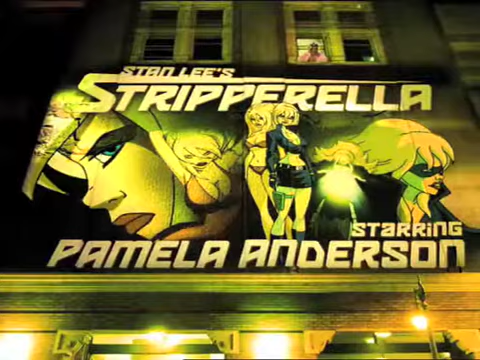 STAN LEE'S
STRIPPERELLA
STARRING
PAMELA ANDERSON